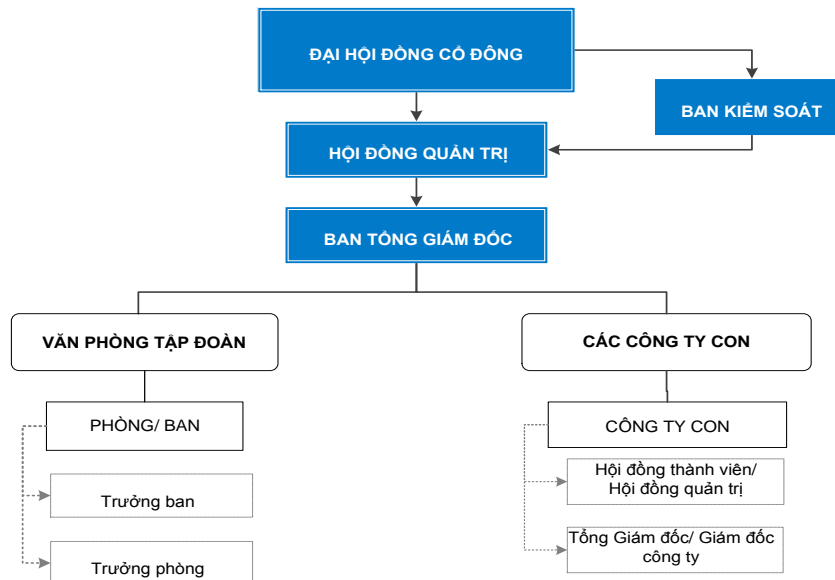 ĐẠI HỘI ĐỒNG CỔ ĐÔNG
BAN KIỂM SOÁT
HỘI ĐỒNG QUẢN TRỊ
BAN TỔNG GIÁM ĐỐC
VĂN PHÒNG TẬP ĐOÀN
CÁC CÔNG TY CON
PHÒNG/ BAN
CÔNG TY CON
Trưởng ban
Hội đồng thành viên/
Hội đồng quản trị
Trưởng phòng
Tổng Giám đốc/ Giám đốc
công ty